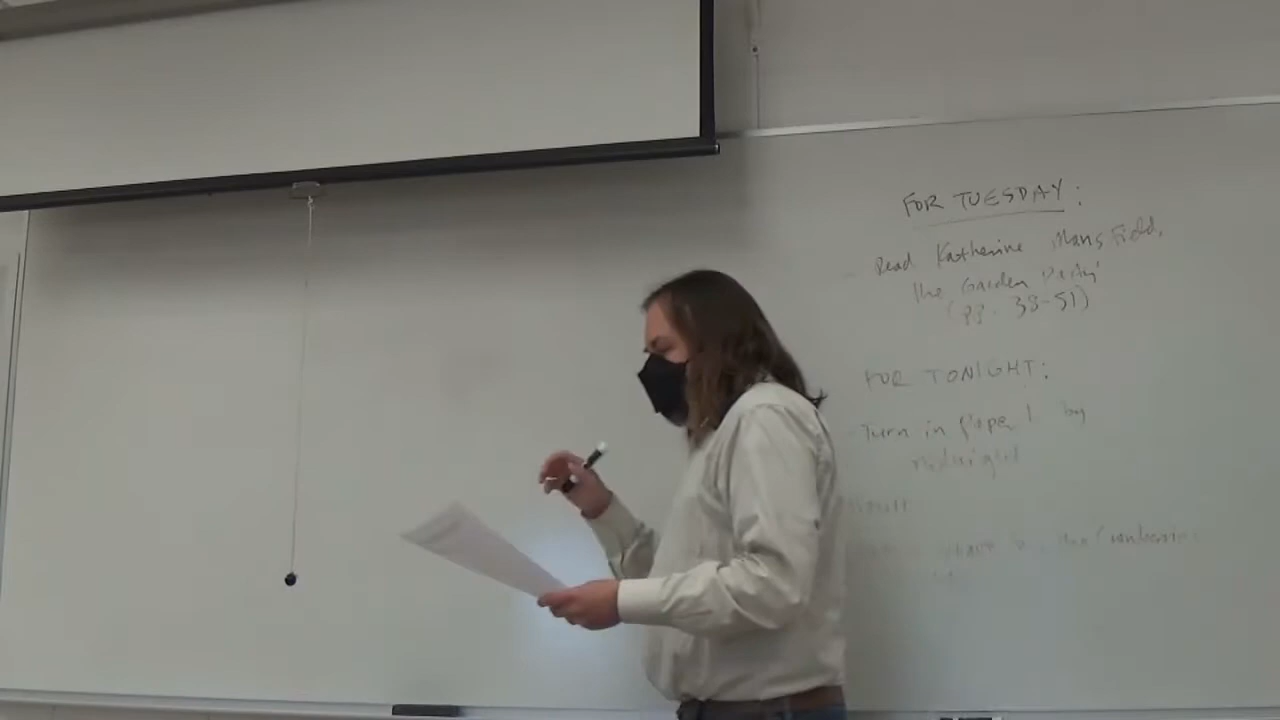 FOR TUESDAY:
Read Katherine Mansfield,
The Garden Party'
(pp. 38-51)
FOR TONIGHT:
Turn in Paper 1 by
midnight